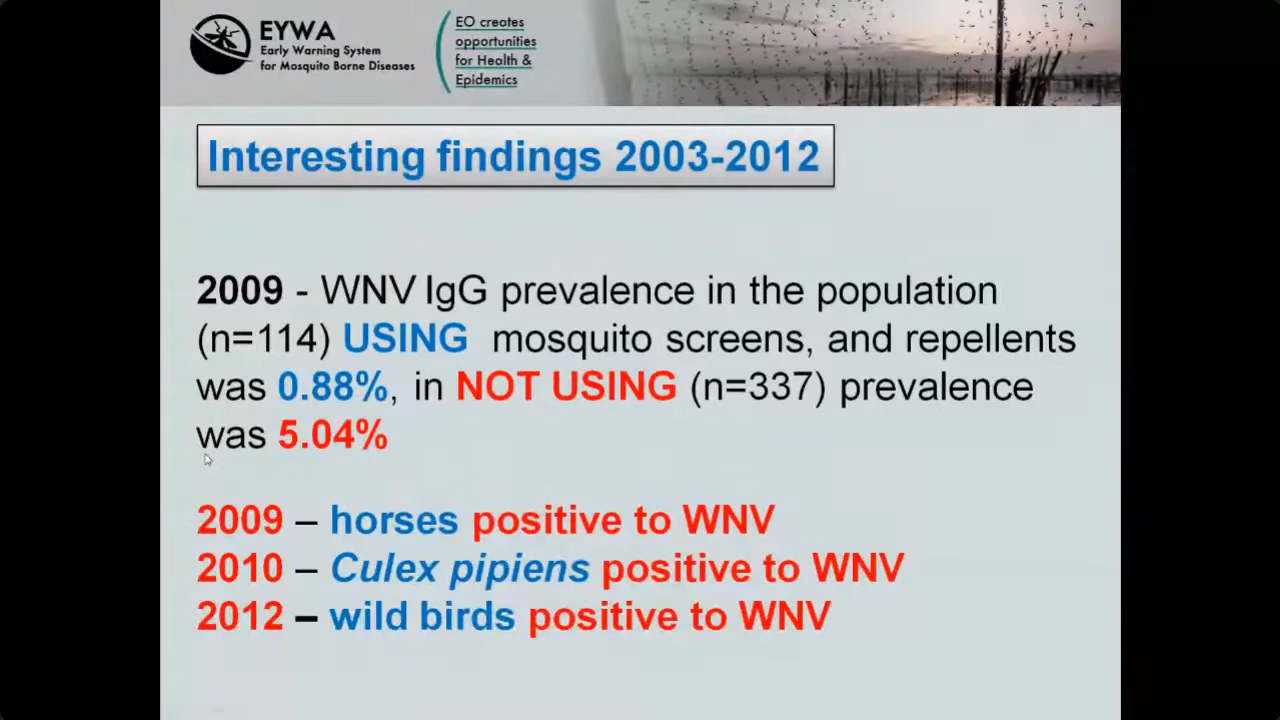 EYWA
Early Warning System
for Mosquito Borne Diseases
EO creates
opportunities
for Health &
Epidemics
Interesting findings 2003-2012
2009 - WNV IgG prevalence in the population
(n=114) USING mosquito screens, and repellents
was 0.88%, in NOT USING (n=337) prevalence
was 5.04%
2009 – horses positive to WNV
2010 – Culex pipiens positive to WNV
2012 – wild birds positive to WNV